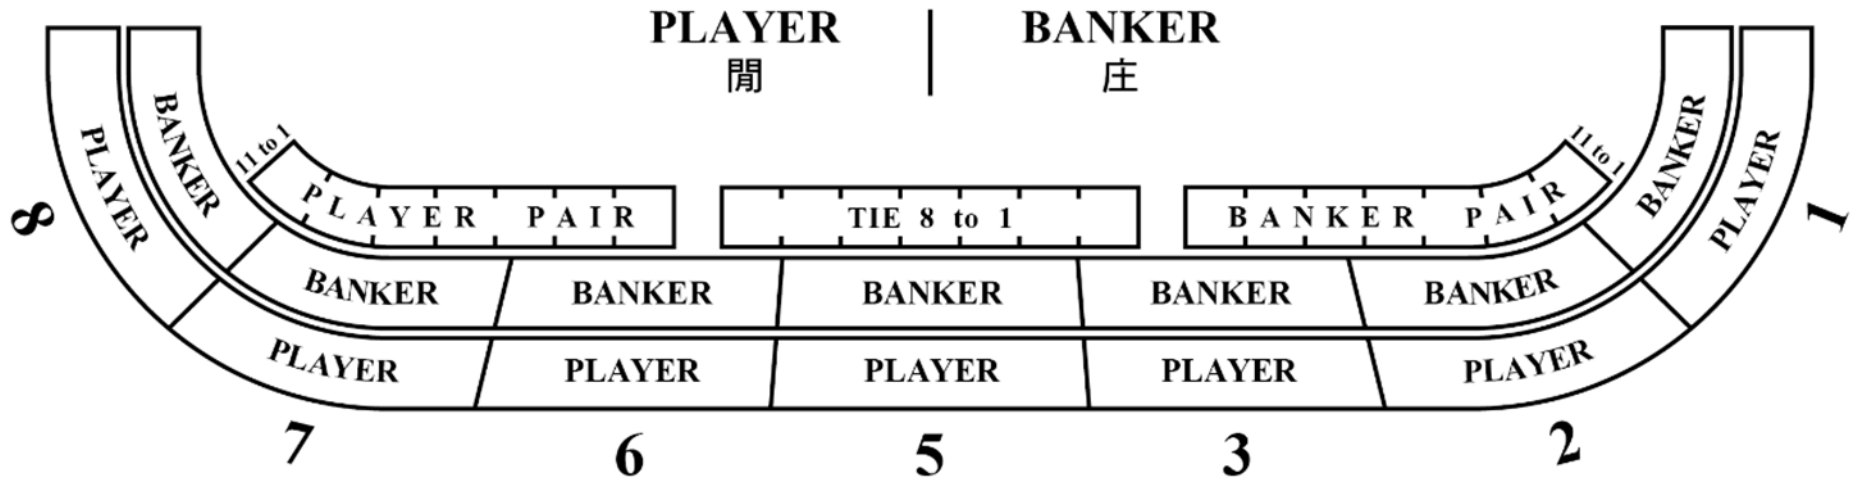 PLAYER | BANKER
閒 庄
11 to 1
PLAYER PAIR
TIE 8 to 1
BANKER PAIR
11 to 1
BANKER BANKER BANKER BANKER BANKER BANKER BANKER
PLAYER PLAYER PLAYER PLAYER PLAYER PLAYER PLAYER
8 7 6 5 3 2 1